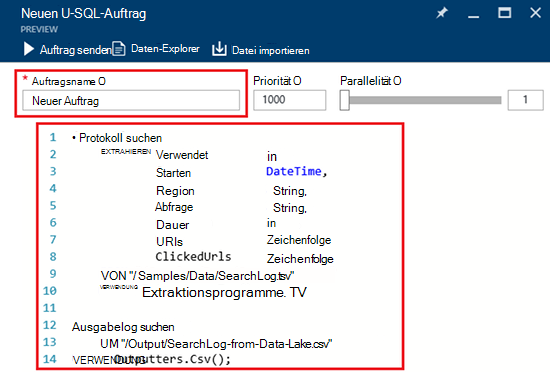 Neuen U-SQL-Auftrag
PREVIEW
Auftrag senden Daten-Explorer Datei importieren
* Auftragsname O Priorität O Parallelität O
Neuer Auftrag 1000 1
1 • Protokoll suchen
2 EXTRAHIEREN Verwendet in
3 Starten DateTime,
4 Region String,
5 Abfrage String,
6 Dauer in
7 URIs Zeichenfolge
8 ClickedUrls Zeichenfolge
9 VON "/ Samples/Data/SearchLog.tsv"
10 VERWENDUNG Extraktionsprogramme. TV
11
12 Ausgabelog suchen
13 UM "/Output/SearchLog-from-Data-Lake.csv"
14 VERWENDUNG Outputters.Csv();